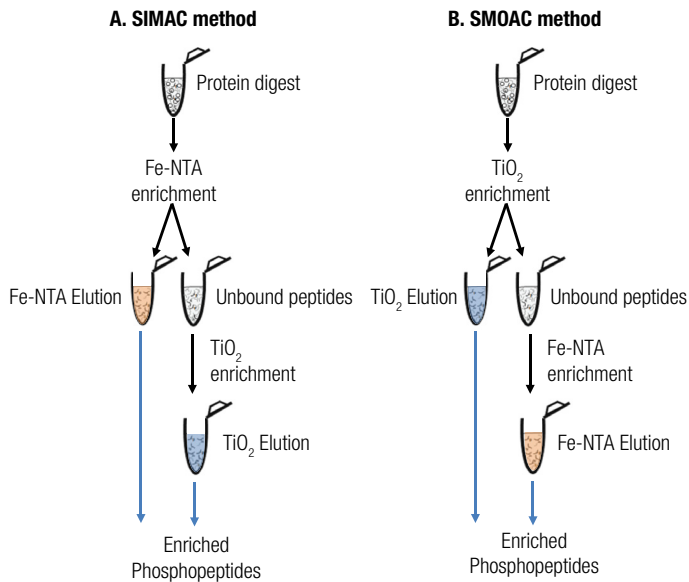 A. SIMAC method
Protein digest
Fe-NTA
enrichment
Fe-NTA Elution
Unbound peptides
TiO₂
enrichment
TiO₂ Elution
Enriched
Phosphopeptides
B. SMOAC method
Protein digest
TiO₂
enrichment
TiO₂ Elution
Unbound peptides
Fe-NTA
enrichment
Fe-NTA Elution
Enriched
Phosphopeptides